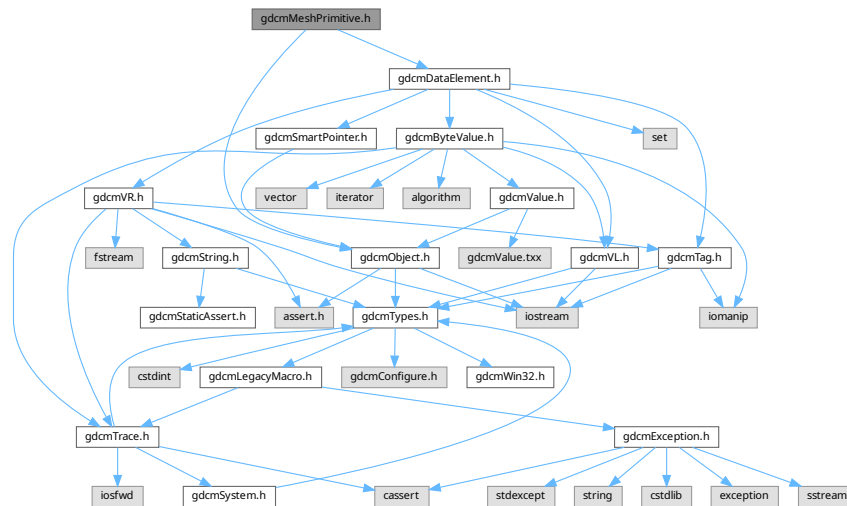 gdcmMeshPrimitive.h
gdcmDataElement.h
gdcmSmartPointer.h
gdcmByteValue.h
set
gdcmVR.h
vector
iterator
algorithm
gdcmValue.h
fstream
gdcmString.h
gdcmObject.h
gdcmValue.txx
gdcmVL.h
gdcmTag.h
gdcmStaticAssert.h
assert.h
gdcmTypes.h
iostream
iomanip
cstdint
gdcmLegacyMacro.h
gdcmConfigure.h
gdcmWin32.h
gdcmTrace.h
gdcmException.h
iosfwd
gdcmSystem.h
cassert
stdexcept
string
cstdlib
exception
sstream